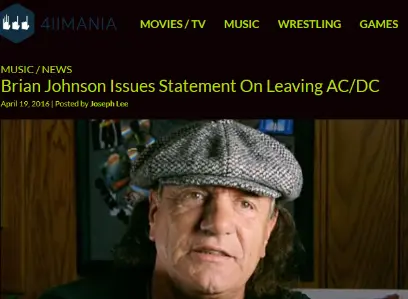 411MANIA MOVIES / TV MUSIC WRESTLING GAMES
MUSIC / NEWS
Brian Johnson Issues Statement On Leaving AC/DC
April 19, 2016 | Posted by Joseph Lee